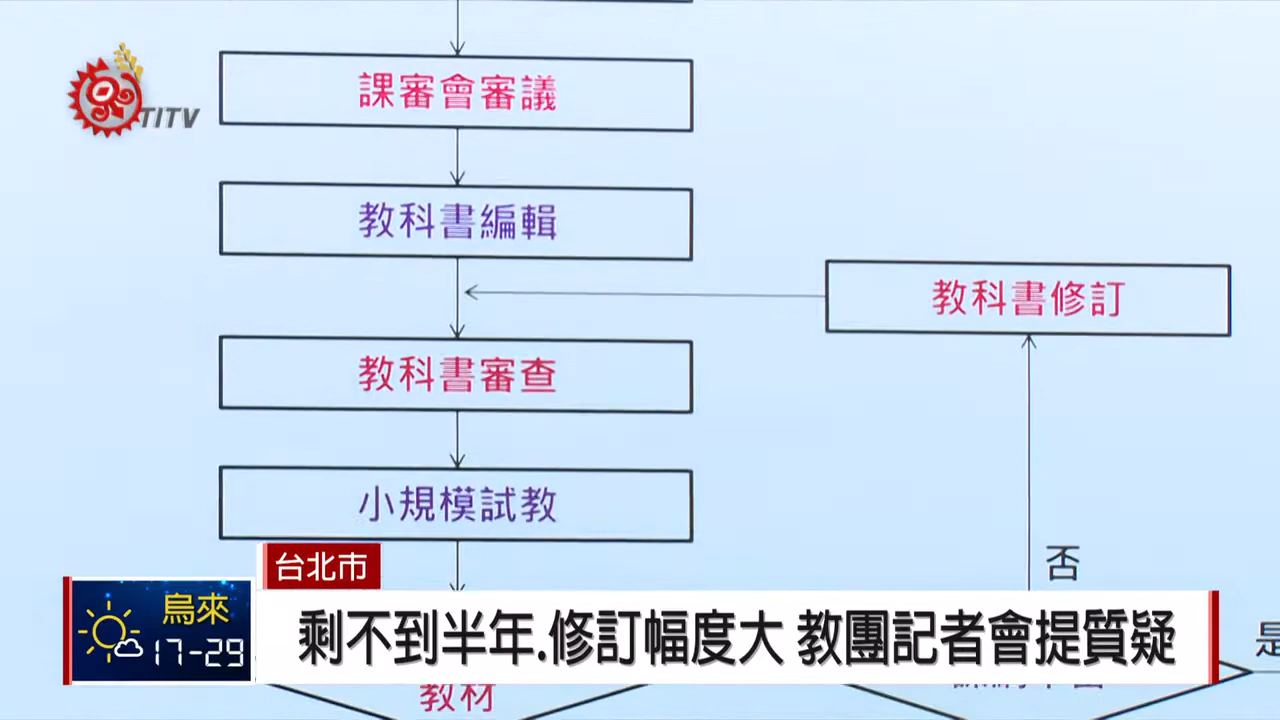 課審會審議
TITV
教科書編輯
教科書修訂
教科書審查
小規模試教
否
台北市
烏來
17-29
剩不到半年.修訂幅度大 教團記者會提質疑
是
教材